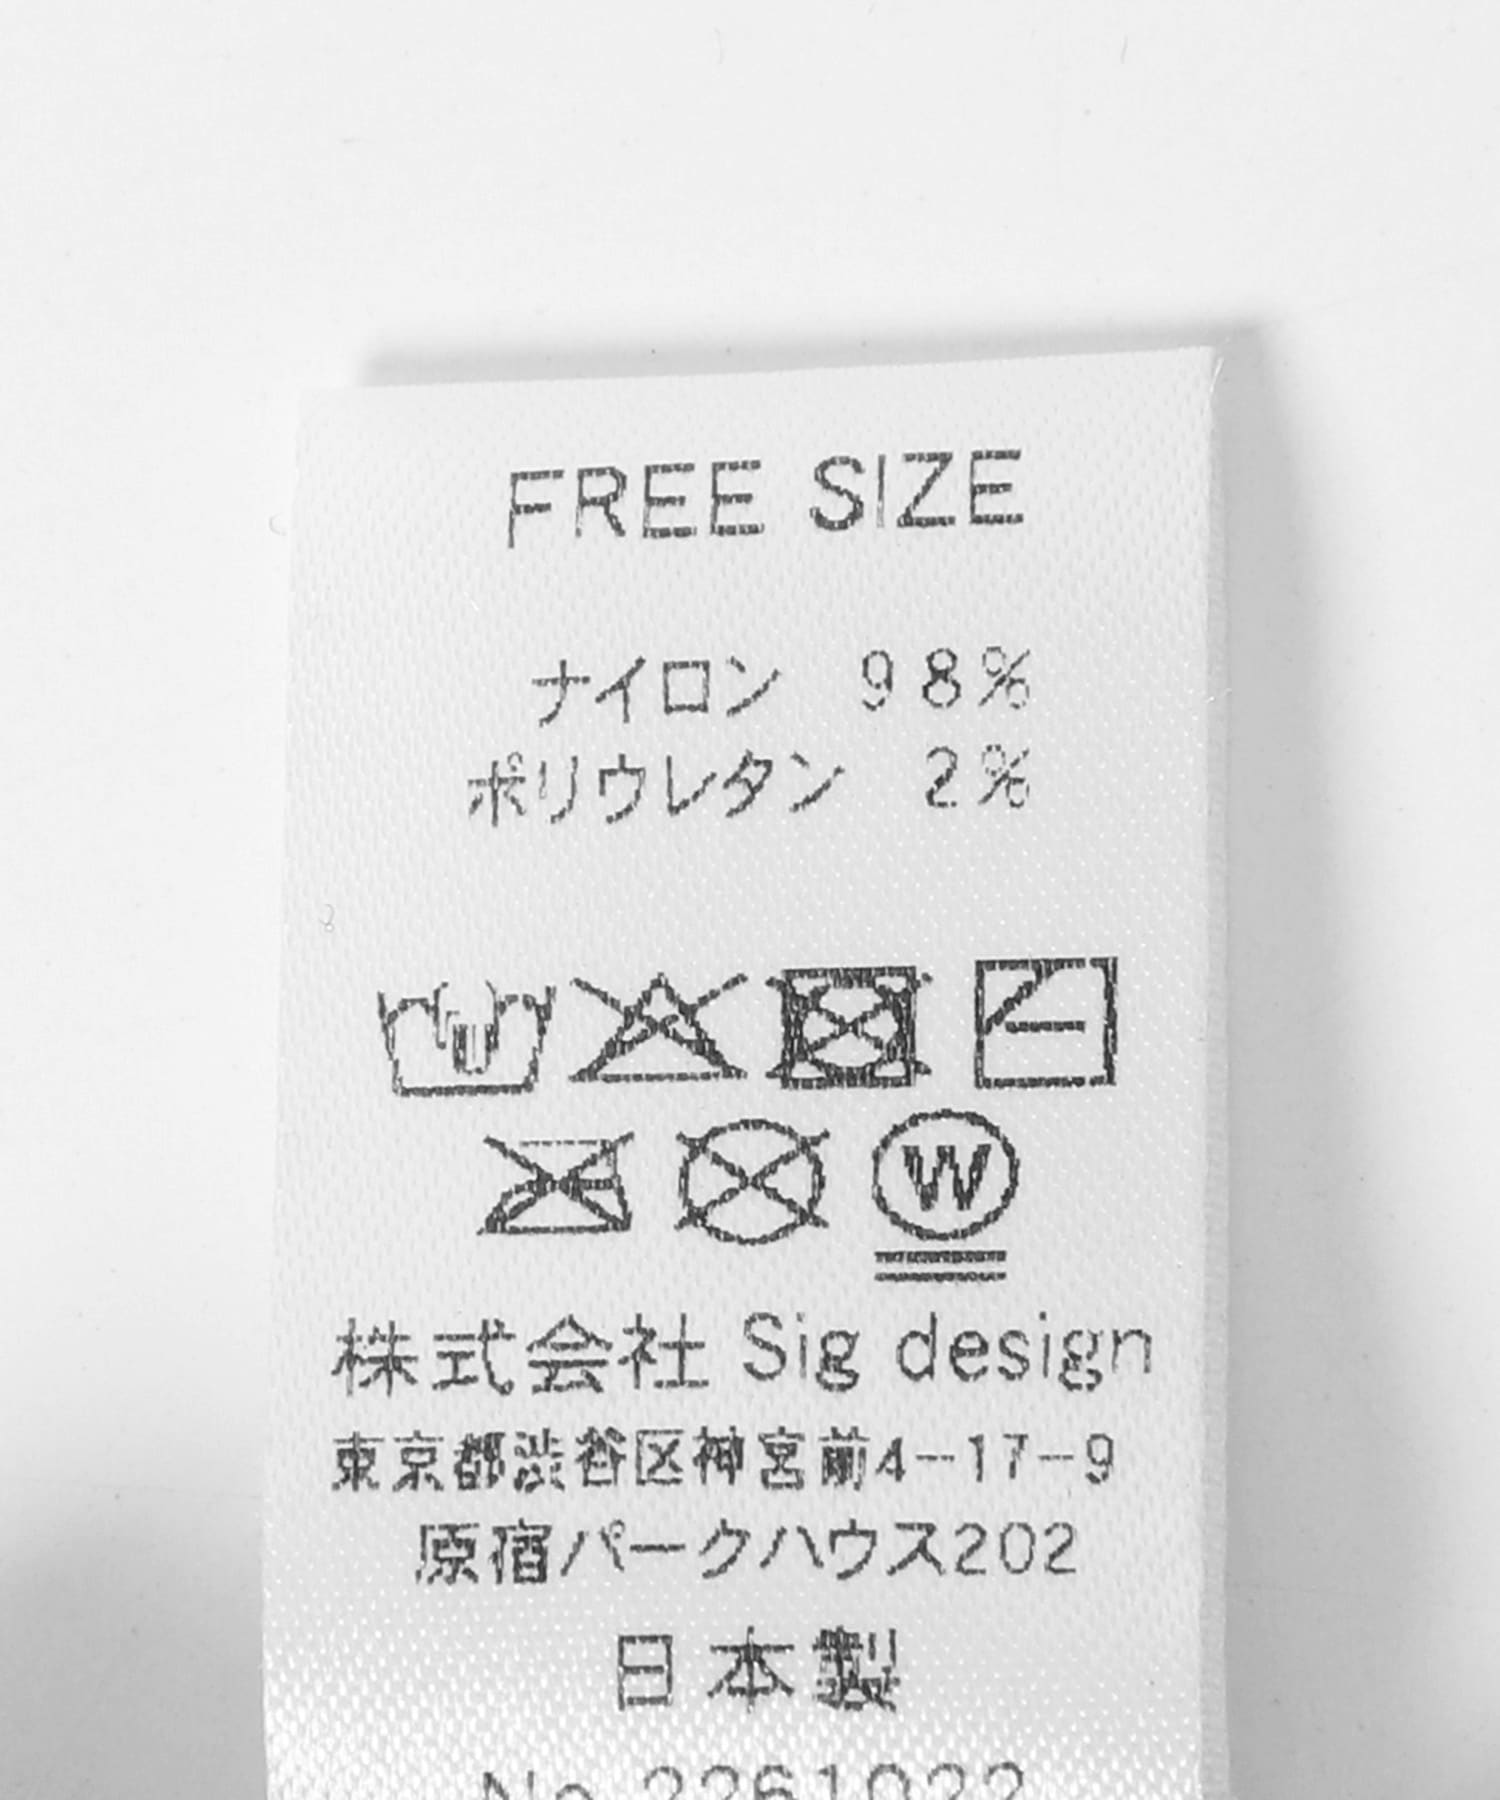 FREE SIZE
ナイロン 98%
ポリウレタン 2%
W
株式会社 Sig design
東京都渋谷区神宮前4-17-9
原宿パークハウス202
日本製
No.2261022